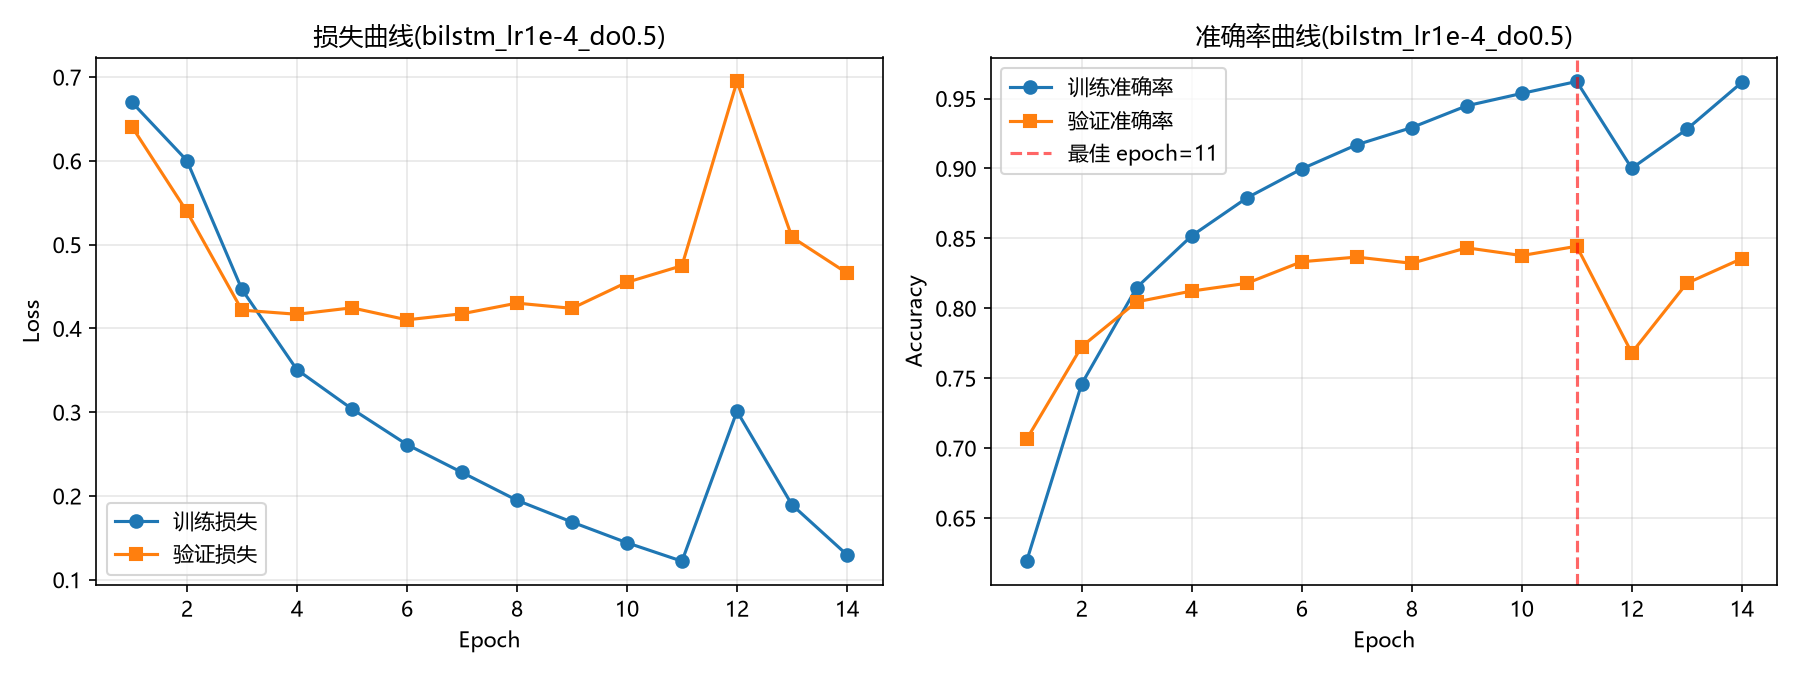 损失曲线(bilstm_lr1e-4_do0.5)
0.7
0.6
0.5
0.4
0.3
0.2
0.1
Loss
训练损失
验证损失
2 4 6 8 10 12 14
Epoch
准确率曲线(bilstm_lr1e-4_do0.5)
训练准确率
验证准确率
最佳 epoch=11
0.95
0.90
0.85
0.80
0.75
0.70
0.65
Accuracy
2 4 6 8 10 12 14
Epoch